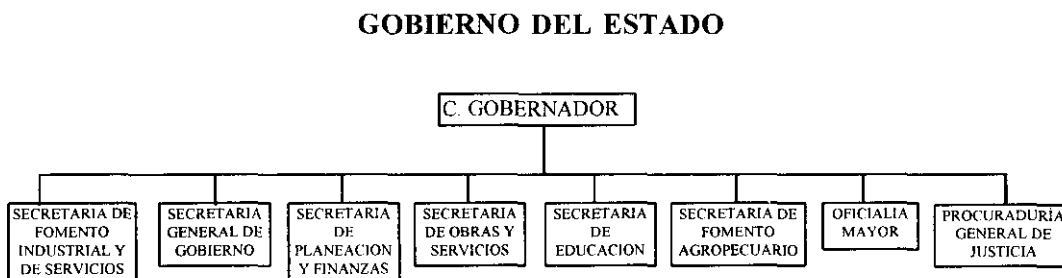 GOBIERNO DEL ESTADO
C. GOBERNADOR
SECRETARIA DE
FOMENTO
INDUSTRIAL Y
DE SERVICIOS
SECRETARIA
GENERAL DE
GOBIERNO
SECRETARIA
DE
PLANEACION
Y FINANZAS
SECRETARIA
DE OBRAS Y
SERVICIOS
SECRETARIA
DE
EDUCACION
SECRETARIA DE
FOMENTO
AGROPECUARIO
OFICIALIA
MAYOR
PROCURADURÍA
GENERAL DE
JUSTICIA